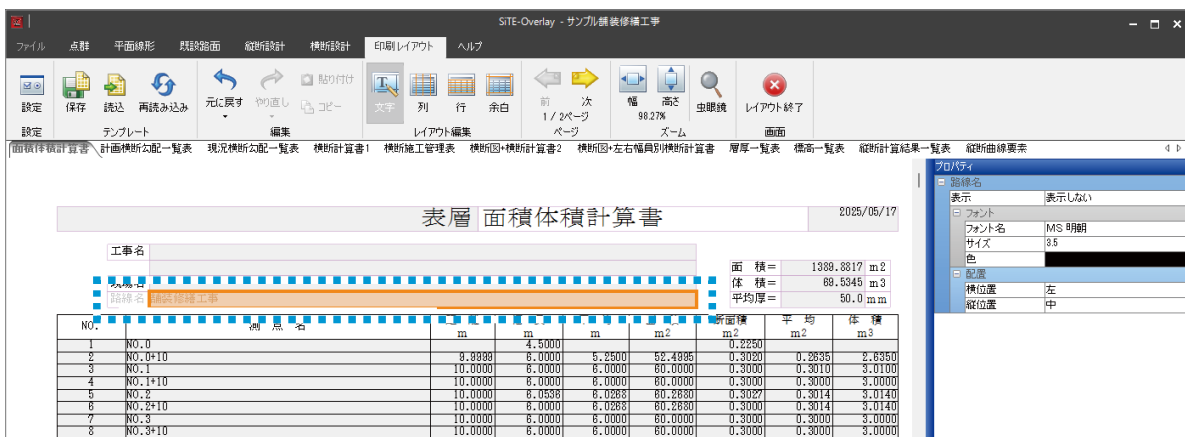 SiTE-Overlay - サンプル舗装修繕工事
ファイル 点群 平面線形 既設路面 縦断設計 横断設計 印刷レイアウト ヘルプ
設定 保存 読込 再読み込み 元に戻す やり直し 貼り付け コピー 文字 列 行 余白 前 次 幅 高さ 虫眼鏡 レイアウト終了
1 / 2ページ 98.27%
設定 テンプレート 編集 レイアウト編集 ページ ズーム 画面
面積体積計算書 計画横断勾配一覧表 現況横断勾配一覧表 横断計算書1 横断施工管理表 横断図+横断計算書2 横断図+左右幅員別横断計算書 層厚一覧表 標高一覧表 縦断計算結果一覧表 縦断曲線要素
表層 面積体積計算書 2025/05/17
工事名
面 積= 1389.8817 m2
体 積= 69.5345 m3
路線名 舗装修繕工事 平均厚= 50.0 mm
NO. 測 点 名 断面積 平 均 体 積
m m m m2 m2 m2 m3
1 NO.0 4.5000 0.2250
2 NO.0+10 9.9999 6.0000 5.2500 52.4995 0.3020 0.2635 2.6350
3 NO.1 10.0000 6.0000 6.0000 60.0000 0.3000 0.3010 3.0100
4 NO.1+10 10.0000 6.0000 6.0000 60.0000 0.3000 0.3000 3.0000
5 NO.2 10.0000 6.0536 6.0268 60.2680 0.3027 0.3014 3.0140
6 NO.2+10 10.0000 6.0000 6.0268 60.2680 0.3000 0.3014 3.0140
7 NO.3 10.0000 6.0000 6.0000 60.0000 0.3000 0.3000 3.0000
8 NO.3+10 10.0000 6.0000 6.0000 60.0000 0.3000 0.3000 3.0000
プロパティ
路線名
表示 表示しない
フォント
フォント名 MS 明朝
サイズ 3.5
色
配置
横位置 左
縦位置 中